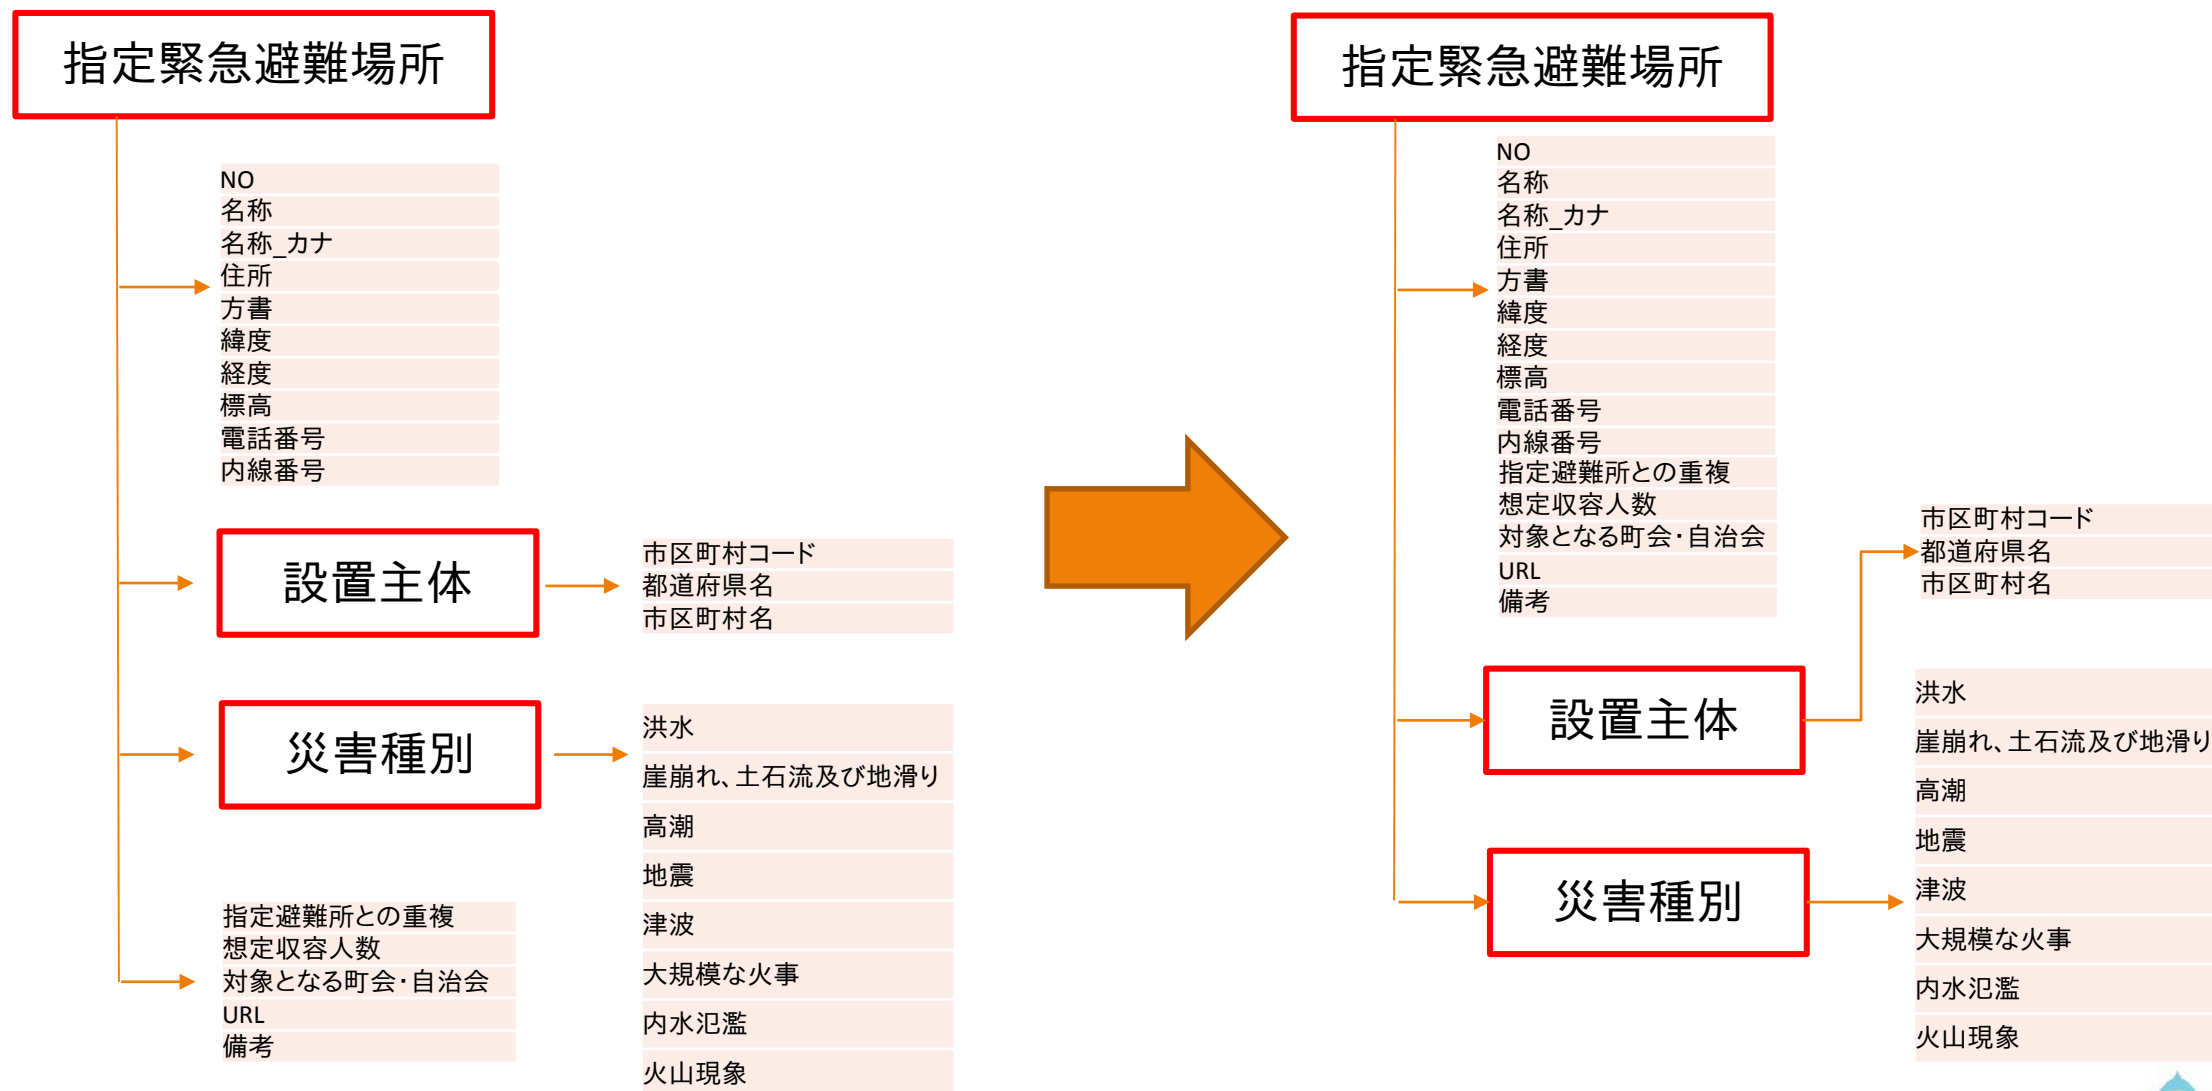 指定緊急避難場所
NO
名称
名称_カナ
住所
方書
緯度
経度
標高
電話番号
内線番号
設置主体
市区町村コード
都道府県名
市区町村名
災害種別
洪水
崖崩れ、土石流及び地滑り
高潮
地震
津波
大規模な火事
内水氾濫
火山現象
指定避難所との重複
想定収容人数
対象となる町会・自治会
URL
備考
指定緊急避難場所
NO
名称
名称_カナ
住所
方書
緯度
経度
標高
電話番号
内線番号
指定避難所との重複
想定収容人数
対象となる町会・自治会
URL
備考
設置主体
市区町村コード
都道府県名
市区町村名
災害種別
洪水
崖崩れ、土石流及び地滑り
高潮
地震
津波
大規模な火事
内水氾濫
火山現象